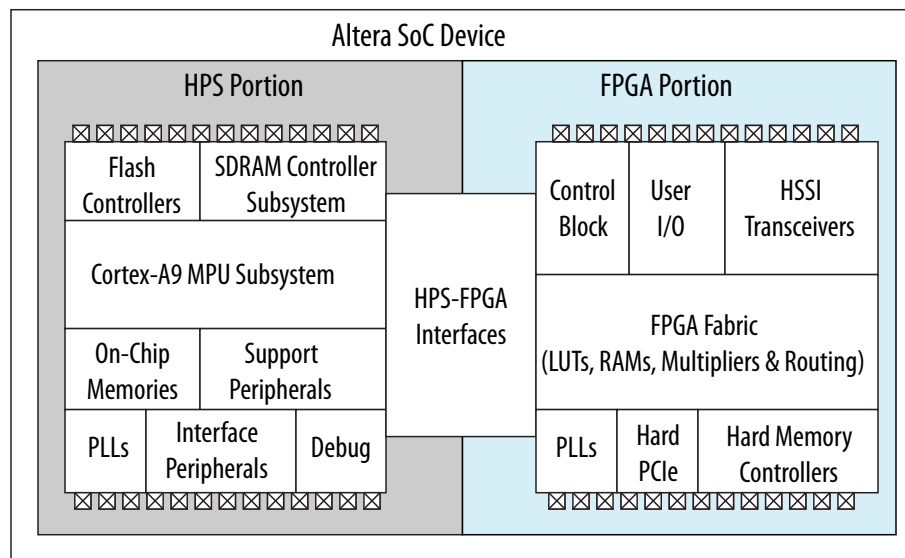 Altera SoC Device
HPS Portion
FPGA Portion
Flash
Controllers
SDRAM Controller
Subsystem
Cortex-A9 MPU Subsystem
On-Chip
Memories
Support
Peripherals
PLLs
Interface
Peripherals
Debug
HPS-FPGA
Interfaces
Control
Block
User
I/O
HSSI
Transceivers
FPGA Fabric
(LUTs, RAMs, Multipliers & Routing)
PLLs
Hard
PCIe
Hard Memory
Controllers